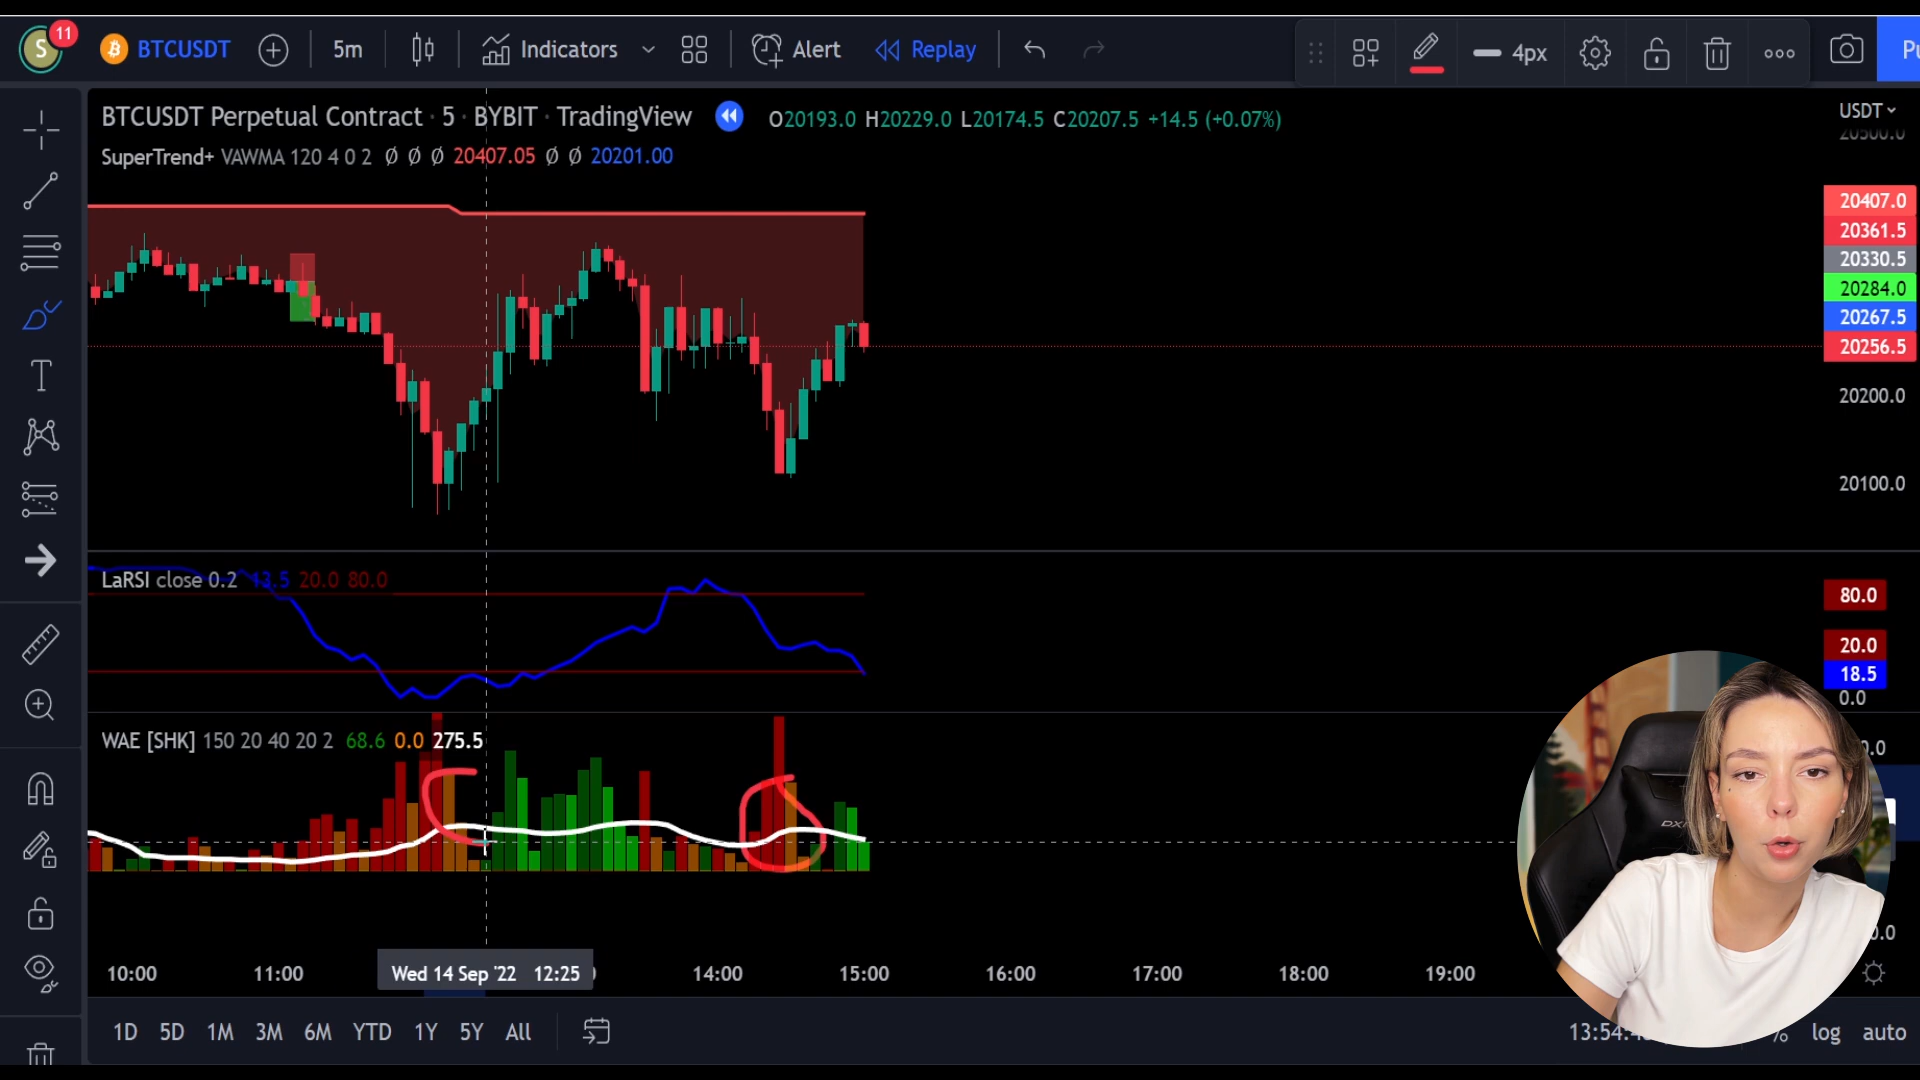 S 11 BTCUSDT 5m Indicators Alert Replay 4px Pu
BTCUSDT Perpetual Contract · 5 · BYBIT · TradingView O20193.0 H20229.0 L20174.5 C20207.5 +14.5 (+0.07%)
SuperTrend+ VAWMA 120 4 0 2 Ø Ø Ø 20407.05 Ø Ø 20201.00
USDT
20500.0
20407.0
20361.5
20330.5
20284.0
20267.5
20256.5
20200.0
20100.0
LaRSI close 0.2 13.5 20.0 80.0
80.0
20.0
18.5
0.0
WAE [SHK] 150 20 40 20 2 68.6 0.0 275.5
10:00 11:00 Wed 14 Sep '22 12:25 14:00 15:00 16:00 17:00 18:00 19:00
1D 5D 1M 3M 6M YTD 1Y 5Y All
% log auto